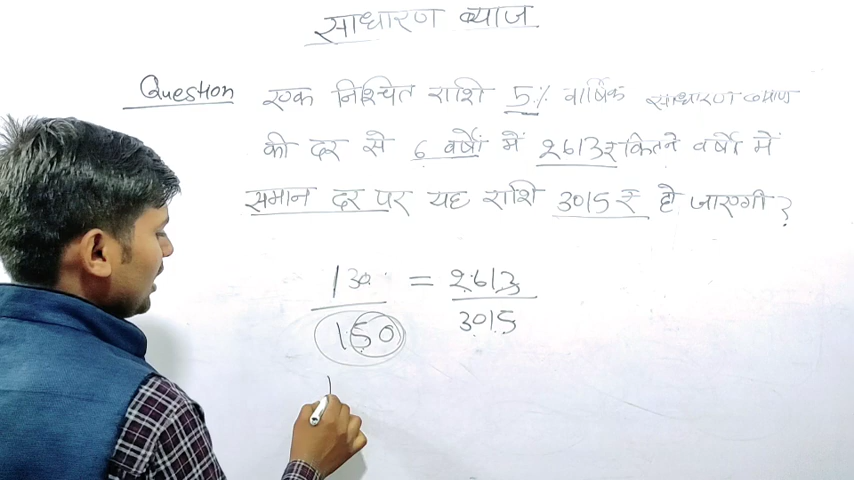 साधारण ब्याज
Question एक निश्चित राशि 5% वार्षिक साधारण ब्याज
की दर से 6 वर्षों में 2613₹ कितने वर्षों में
समान दर पर यह राशि 3015 ₹ हो जाएगी?
130 = 2613
150 3015